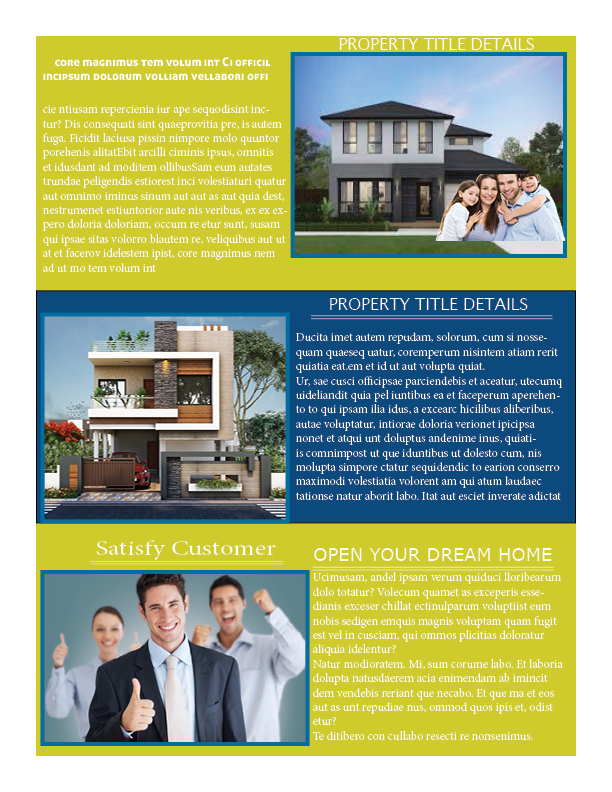 core magnimus tem volum int Ci officil
incipsum dolorum volliam vellabori offi
cie ntiusam repercienia iur ape sequodisint inc-
tur? Dis consequati sint quaeprovitia pre, is autem
fuga. Ficidit laciusa pissin nimpore molo quuntor
porehenis alitatEbit arcilli ciminis ipsus, omnitis
et idusdant ad moditem ollibusSam eum autates
trundae peligendis estiorest inci volestiaturi quatur
aut omnimo iminus sinum aut aut as aut quia dest,
nestrumenet estiuntorior aute nis veribus, ex ex ex-
pero doloria doloriam, occum re etur sunt, susam
qui ipsae sitas volorro blautem re, veliquibus aut ut
at et facerov idelestem ipist, core magnimus nem
ad ut mo tem volum int
PROPERTY TITLE DETAILS
PROPERTY TITLE DETAILS
Ducita imet autem repudam, solorum, cum si nosse-
quam quaeseq uatur, coremperum nisintem atiam rerit
quiatia eat.em et id ut aut volupta quiat.
Ur, sae cusci officipsae parciendebis et aceatur, utecumq
uideliandit quia pel iuntibus ea et faceperum aperehen-
to to qui ipsam ilia idus, a excearc hicilibus aliberibus,
autae voluptatur, intiorae doloria verionet ipicipsa
nonet et atqui unt doluptus andenime inus, quiati-
is comnimpost ut que iduntibus ut dolesto cum, nis
molupta simpore ctatur sequidendic to earion conserro
maximodi volestiatia volorent am qui atum laudaec
tationse natur aborit labo. Itat aut esciet inverate adictat
Satisfy Customer
OPEN YOUR DREAM HOME
Ucimusam, andel ipsam verum quiduci lloribearum
dolo totatur? Volecum quamet as exceperis esse-
dianis exceser chillat ectinulparum voluptiist eum
nobis sedigen emquis magnis voluptam quam fugit
est vel in cusciam, qui ommos plicitias doloratur
aliquia idelentur?
Natur modioratem. Mi, sum corume labo. Et laboria
dolupta natusdaerem acia enimendam ab imincit
dem vendebis reriant que necabo. Et que ma et eos
aut as unt repudiae nus, ommod quos ipis et, odist
etur?
Te ditibero con cullabo resecti re nonsenimus.